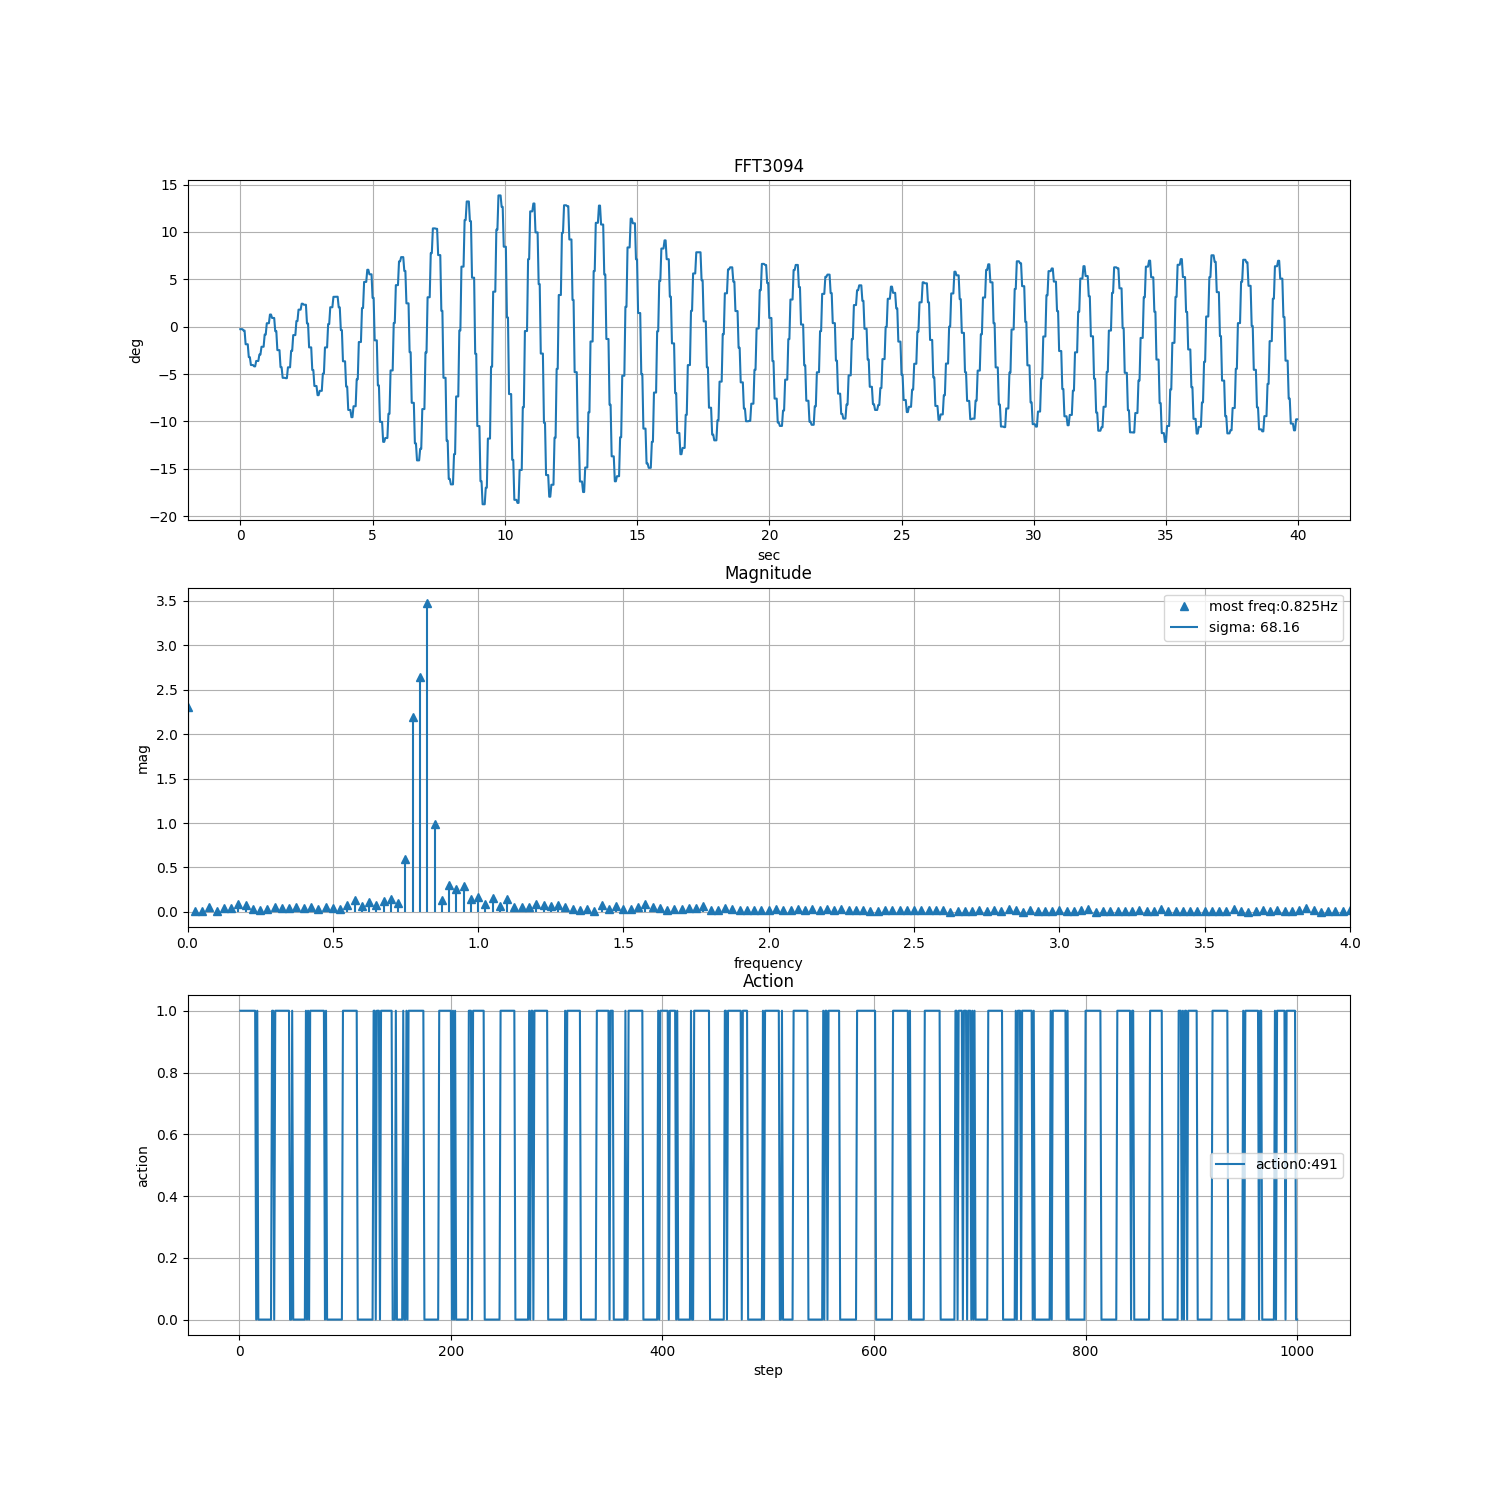 FFT3094
15
10
5
0
−5
−10
−15
−20
deg
0 5 10 15 20 25 30 35 40
sec
Magnitude
3.5
3.0
2.5
2.0
1.5
1.0
0.5
0.0
mag
most freq:0.825Hz
sigma: 68.16
0.0 0.5 1.0 1.5 2.0 2.5 3.0 3.5 4.0
frequency
Action
1.0
0.8
0.6
0.4
0.2
0.0
action
action0:491
0 200 400 600 800 1000
step